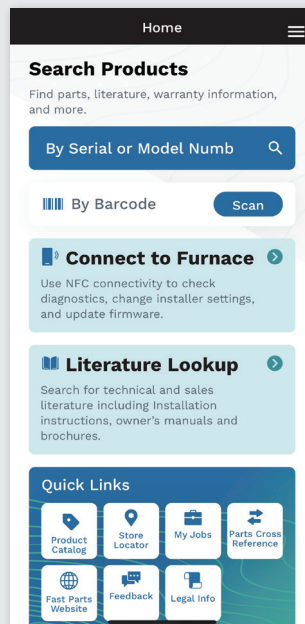 Home
Search Products
Find parts, literature, warranty information,
and more.
By Serial or Model Numb
By Barcode
Scan
Connect to Furnace
Use NFC connectivity to check
diagnostics, change installer settings,
and update firmware.
Literature Lookup
Search for technical and sales
literature including Installation
instructions, owner's manuals and
brochures.
Quick Links
Product
Catalog
Store
Locator
My Jobs
Parts Cross
Reference
Fast Parts
Website
Feedback
Legal Info